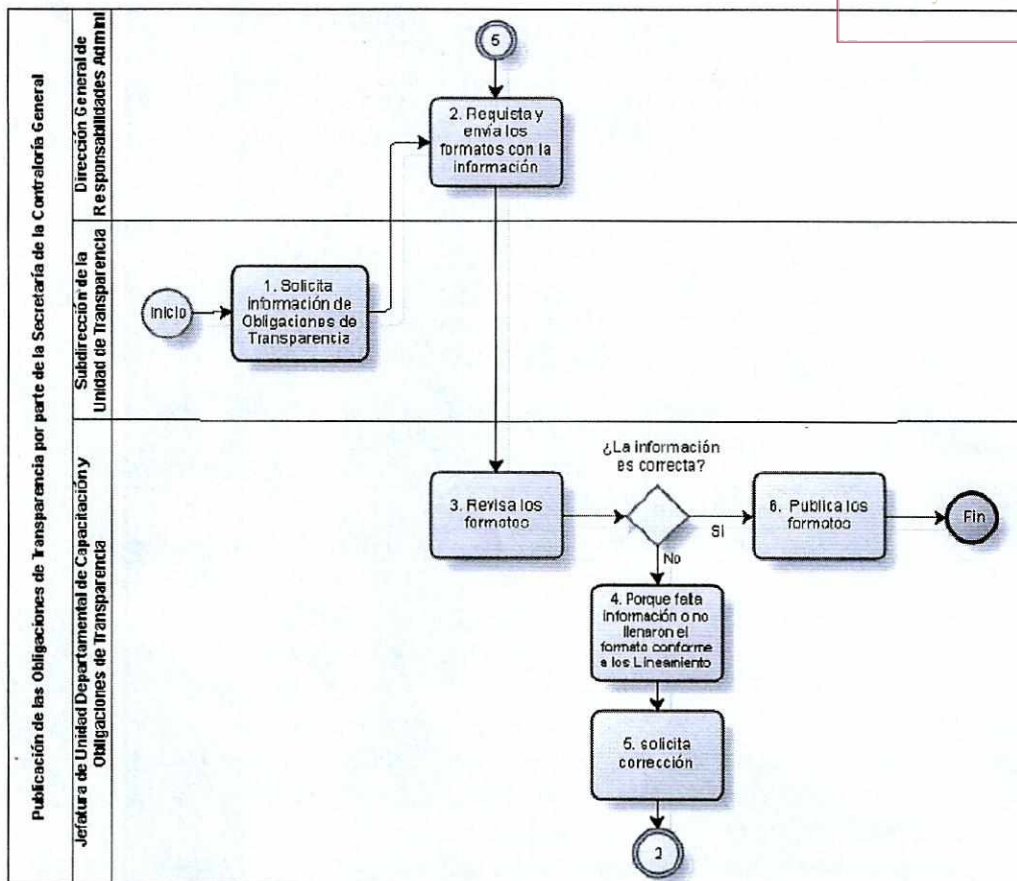 Publicación de las Obligaciones de Transparencia por parte de la Secretaría de la Contraloría General
Dirección General de
Responsabilidades Admini
5
2. Requista y
envía los
formatos con la
información
Subdirección de la
Unidad de Transparencia
Inicio
1. Solicita
información de
Obligaciones de
Transparencia
Jefatura de Unidad Departamental de Capacitación y
Obligaciones de Transparencia
3. Revisa los
formatos
¿La información
es correcta?
Si
No
6. Publica los
formatos
Fin
4. Porque falta
información o no
llenaron el
formato conforme
a los Lineamiento
5. solicita
corrección